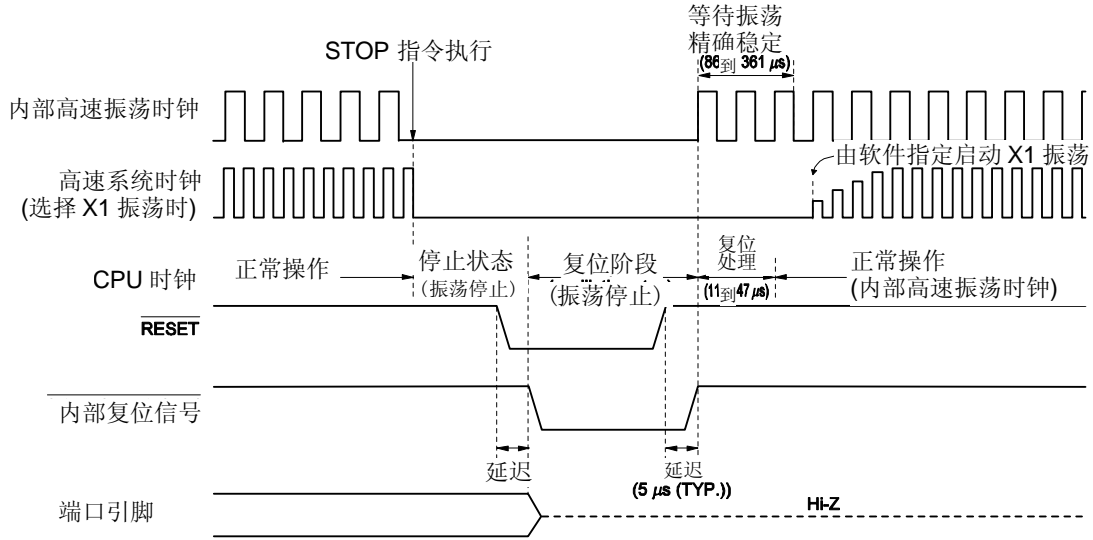 等待振荡
精确稳定
(86到 361 μs)
STOP 指令执行
内部高速振荡时钟
由软件指定启动 X1 振荡
高速系统时钟
(选择 X1 振荡时)
CPU 时钟
正常操作
停止状态
(振荡停止)
复位阶段
(振荡停止)
复位
处理
(11到47 μs)
正常操作
(内部高速振荡时钟)
RESET
内部复位信号
延迟
延迟
(5 μs (TYP.))
端口引脚
Hi-Z